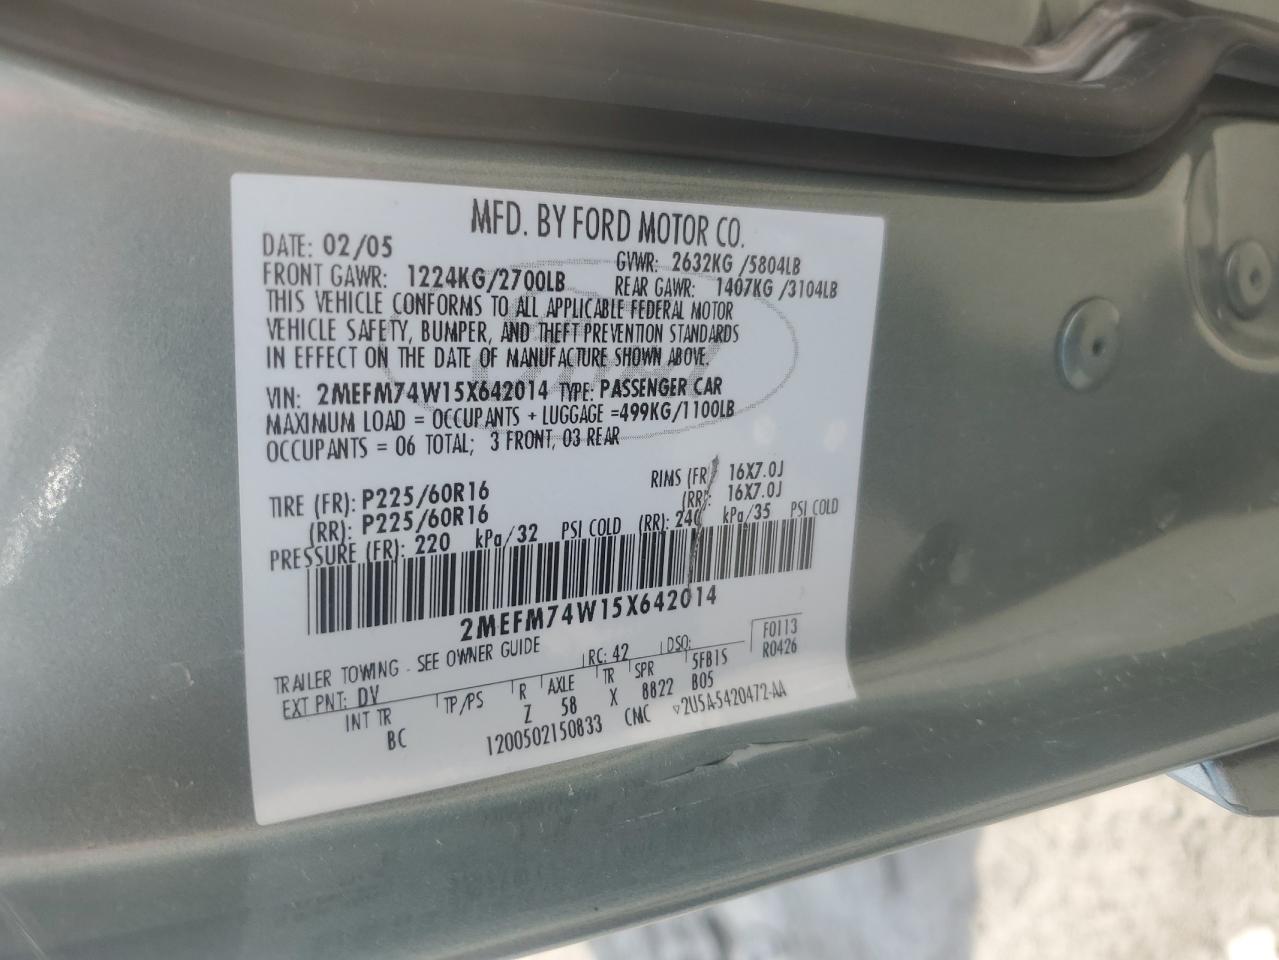 MFD. BY FORD MOTOR CO.
DATE: 02/05 GVWR: 2632KG /5804LB
FRONT GAWR: 1224KG/2700LB REAR GAWR: 1407KG /3104LB
THIS VEHICLE CONFORMS TO ALL APPLICABLE FEDERAL MOTOR
VEHICLE SAFETY, BUMPER, AND THEFT PREVENTION STANDARDS
IN EFFECT ON THE DATE OF MANUFACTURE SHOWN ABOVE.
VIN: 2MEFM74W15X642014 TYPE: PASSENGER CAR
MAXIMUM LOAD = OCCUPANTS + LUGGAGE =499KG/1100LB
OCCUPANTS = 06 TOTAL; 3 FRONT, 03 REAR
TIRE (FR): P225/60R16 RIMS (FR) 16X7.0J
(RR): P225/60R16 (RR): 16X7.0J
PRESSURE (FR): 220 kPa/32 PSI COLD (RR): 240 kPa/35 PSI COLD
2MEFM74W15X642014
TRAILER TOWING - SEE OWNER GUIDE
EXT PNT: DV RC: 42 DSO: F0113
R0426
INT TR TP/PS R AXLE TR SPR 5FB15
BC Z 58 X 8822 B05
1200502150833 CMC ▿2U5A-5420472-AA